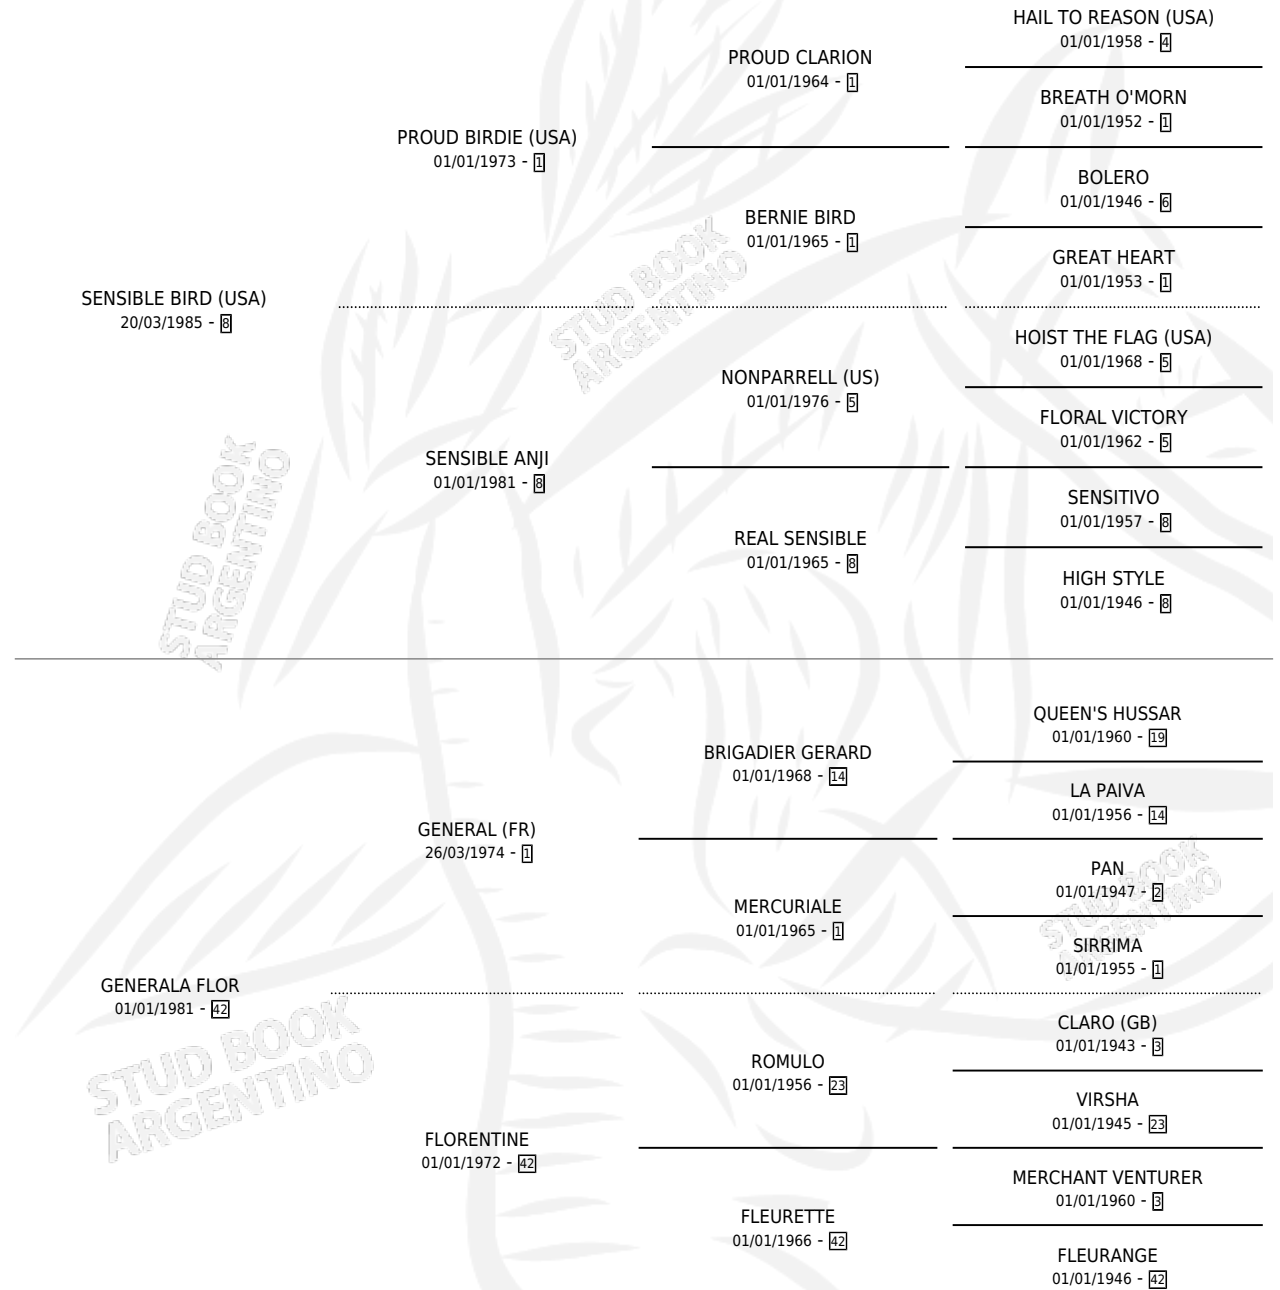 HAIL TO REASON (USA)
01/01/1958 - 4
PROUD CLARION
01/01/1964 - 1
BREATH O'MORN
01/01/1952 - 1
PROUD BIRDIE (USA)
01/01/1973 - 1
BOLERO
01/01/1946 - 6
BERNIE BIRD
01/01/1965 - 1
GREAT HEART
01/01/1953 - 1
SENSIBLE BIRD (USA)
20/03/1985 - 8
HOIST THE FLAG (USA)
01/01/1968 - 5
NONPARRELL (US)
01/01/1976 - 5
FLORAL VICTORY
01/01/1962 - 5
SENSIBLE ANJI
01/01/1981 - 8
SENSITIVO
01/01/1957 - 8
REAL SENSIBLE
01/01/1965 - 8
HIGH STYLE
01/01/1946 - 8
QUEEN'S HUSSAR
01/01/1960 - 19
BRIGADIER GERARD
01/01/1968 - 14
LA PAIVA
01/01/1956 - 14
GENERAL (FR)
26/03/1974 - 1
PAN
01/01/1947 - 2
MERCURIALE
01/01/1965 - 1
SIRRIMA
01/01/1955 - 1
GENERALA FLOR
01/01/1981 - 42
CLARO (GB)
01/01/1943 - 3
ROMULO
01/01/1956 - 23
VIRSHA
01/01/1945 - 23
FLORENTINE
01/01/1972 - 42
MERCHANT VENTURER
01/01/1960 - 3
FLEURETTE
01/01/1966 - 42
FLEURANGE
01/01/1946 - 42
STUD BOOK
ARGENTINO
STUD BOOK
ARGENTINO
STUD BOOK
ARGENTINO
STUD BOOK
ARGENTINO